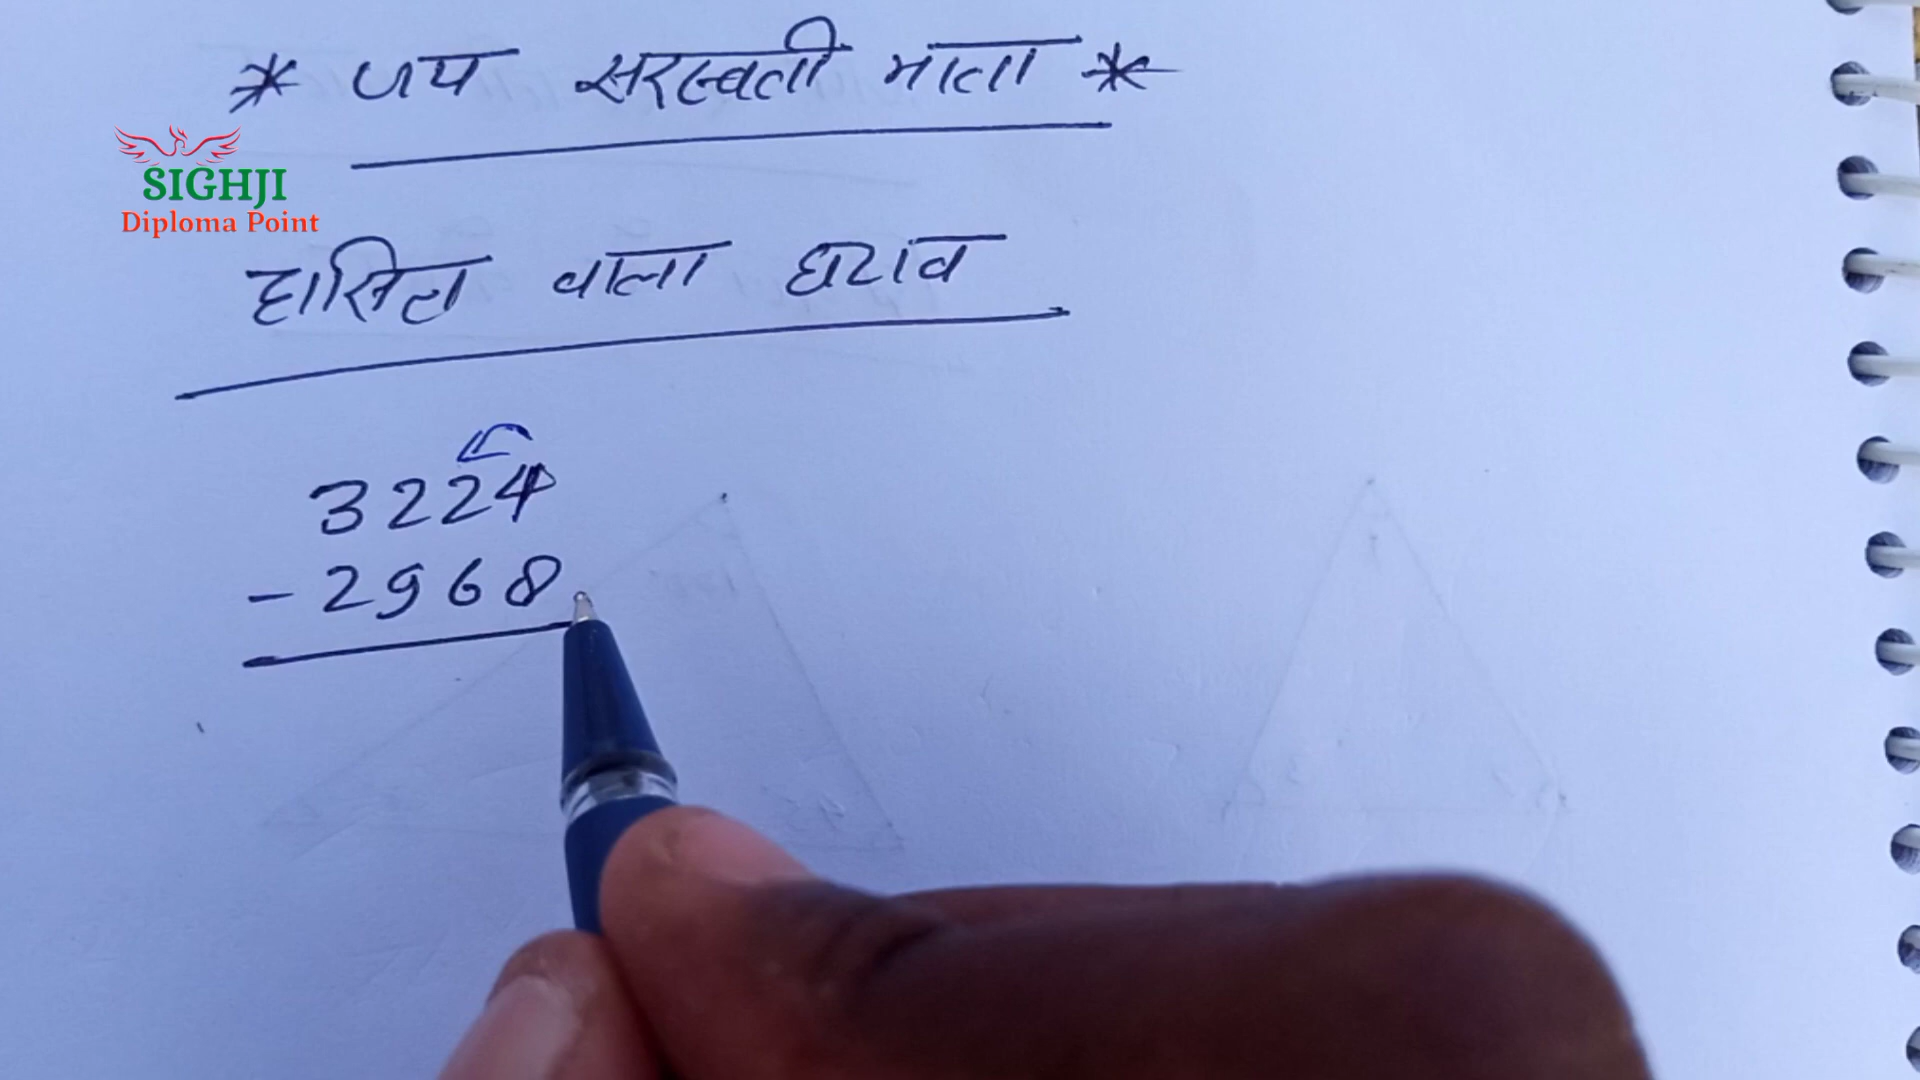 * जय सरस्वती माता *
SIGHJI
Diploma Point
हासिल वाला घटाव
3224
- 2968